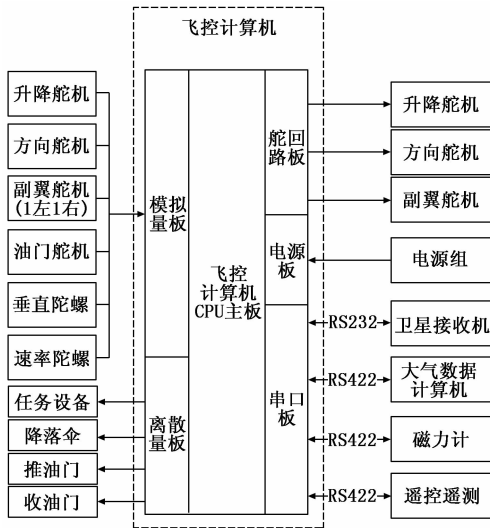 飞控计算机
升降舵机
方向舵机
副翼舵机
(1左1右)
油门舵机
垂直陀螺
速率陀螺
任务设备
降落伞
推油门
收油门
模拟
量板
离散
量板
飞控
计算机
CPU主板
舵回
路板
电源
板
串口
板
升降舵机
方向舵机
副翼舵机
电源组
RS232
卫星接收机
RS422
大气数据
计算机
RS422
磁力计
RS422
遥控遥测